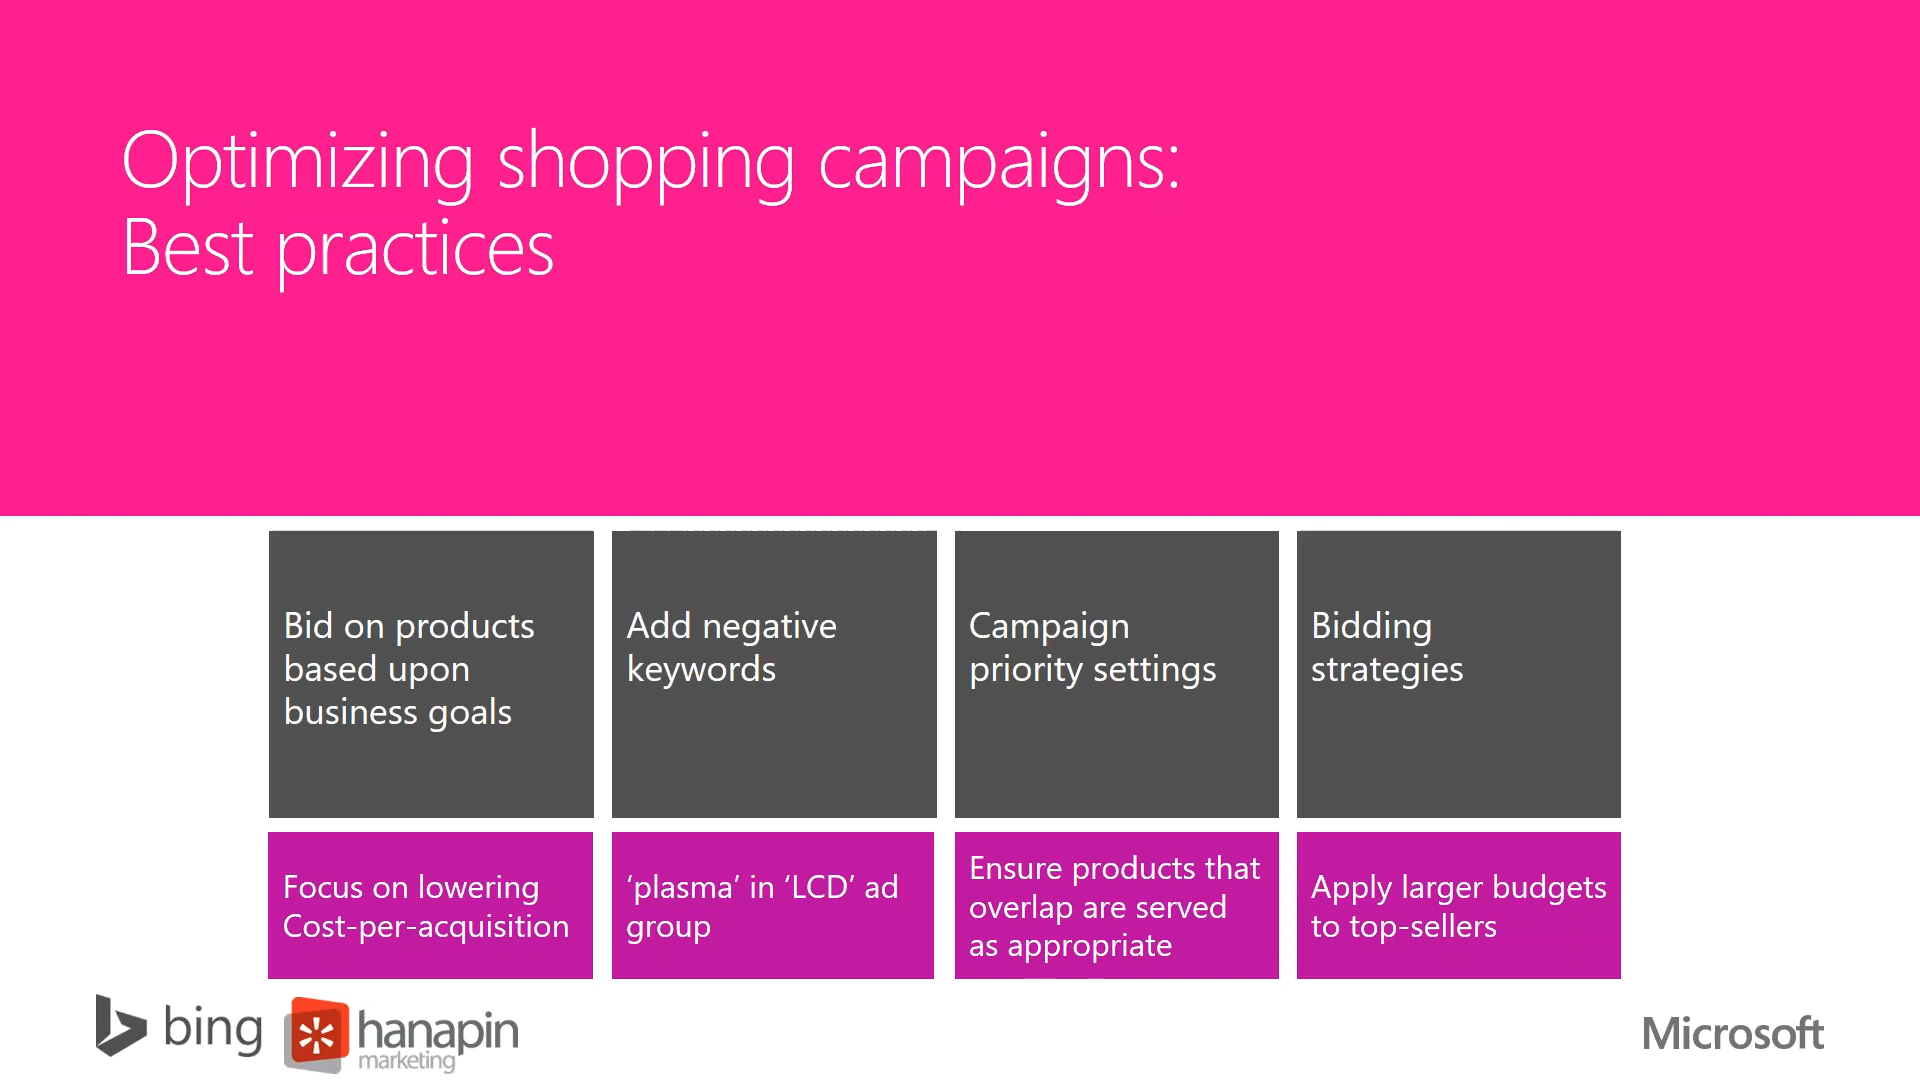 Optimizing shopping campaigns:
Best practices
Bid on products
based upon
business goals
Add negative
keywords
Campaign
priority settings
Bidding
strategies
Focus on lowering
Cost-per-acquisition
‘plasma’ in ‘LCD’ ad
group
Ensure products that
overlap are served
as appropriate
Apply larger budgets
to top-sellers
bing
hanapin
marketing
Microsoft